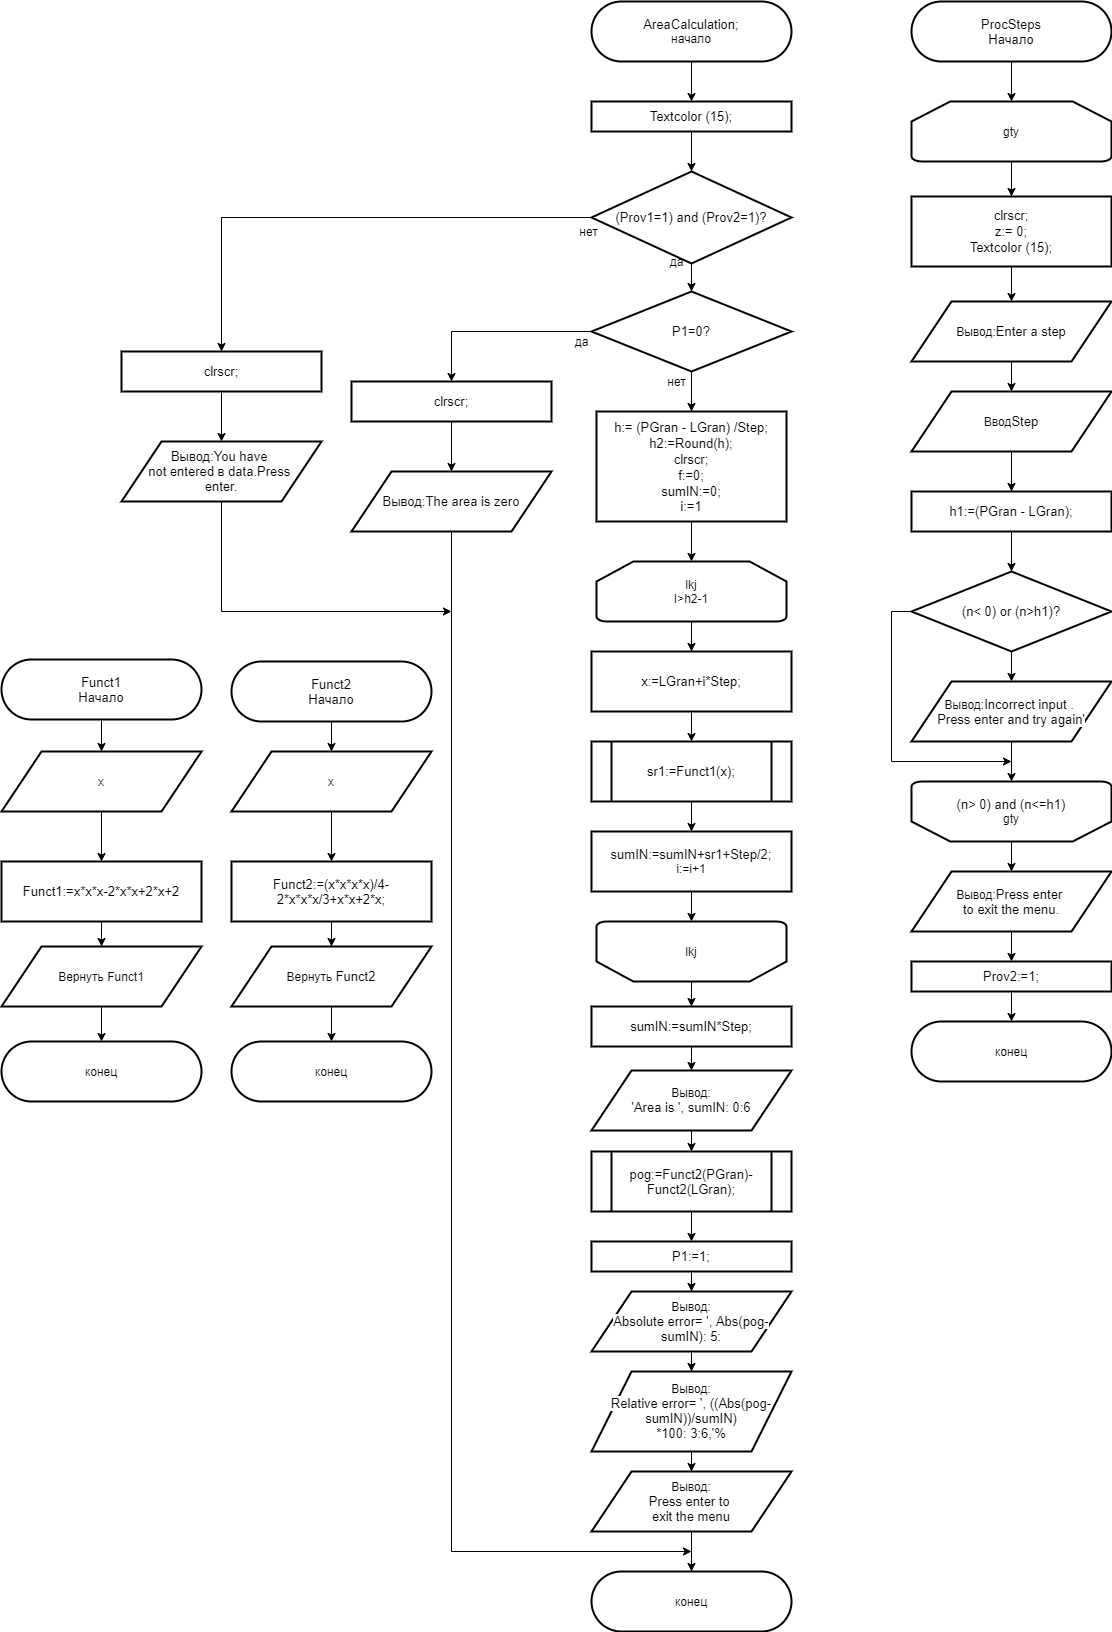 AreaCalculation;
начало
Textcolor (15);
(Prov1=1) and (Prov2=1)?
нет
да
P1=0?
да
нет
clrscr;
Вывод:You have
not entered в data.Press
enter.
clrscr;
Вывод:The area is zero
h:= (PGran - LGran) /Step;
h2:=Round(h);
clrscr;
f:=0;
sumIN:=0;
i:=1
lkj
I>h2-1
x:=LGran+i*Step;
sr1:=Funct1(x);
sumIN:=sumIN+sr1+Step/2;
i:=i+1
lkj
sumIN:=sumIN*Step;
Вывод:
'Area is ', sumIN: 0:6
pog:=Funct2(PGran)-
Funct2(LGran);
P1:=1;
Вывод:
Absolute error= ', Abs(pog-
sumIN): 5:
Вывод:
Relative error= ', ((Abs(pog-
sumIN))/sumIN)
*100: 3:6,'%
Вывод:
Press enter to
exit the menu
конец
Funct1
Начало
x
Funct1:=x*x*x-2*x*x+2*x+2
Вернуть Funct1
конец
Funct2
Начало
x
Funct2:=(x*x*x*x)/4-
2*x*x*x/3+x*x+2*x;
Вернуть Funct2
конец
ProcSteps
Начало
gty
clrscr;
z:= 0;
Textcolor (15);
Вывод:Enter a step
ВводStep
h1:=(PGran - LGran);
(n< 0) or (n>h1)?
Вывод:Incorrect input .
Press enter and try again'
(n> 0) and (n<=h1)
gty
Вывод:Press enter
to exit the menu.
Prov2:=1;
конец